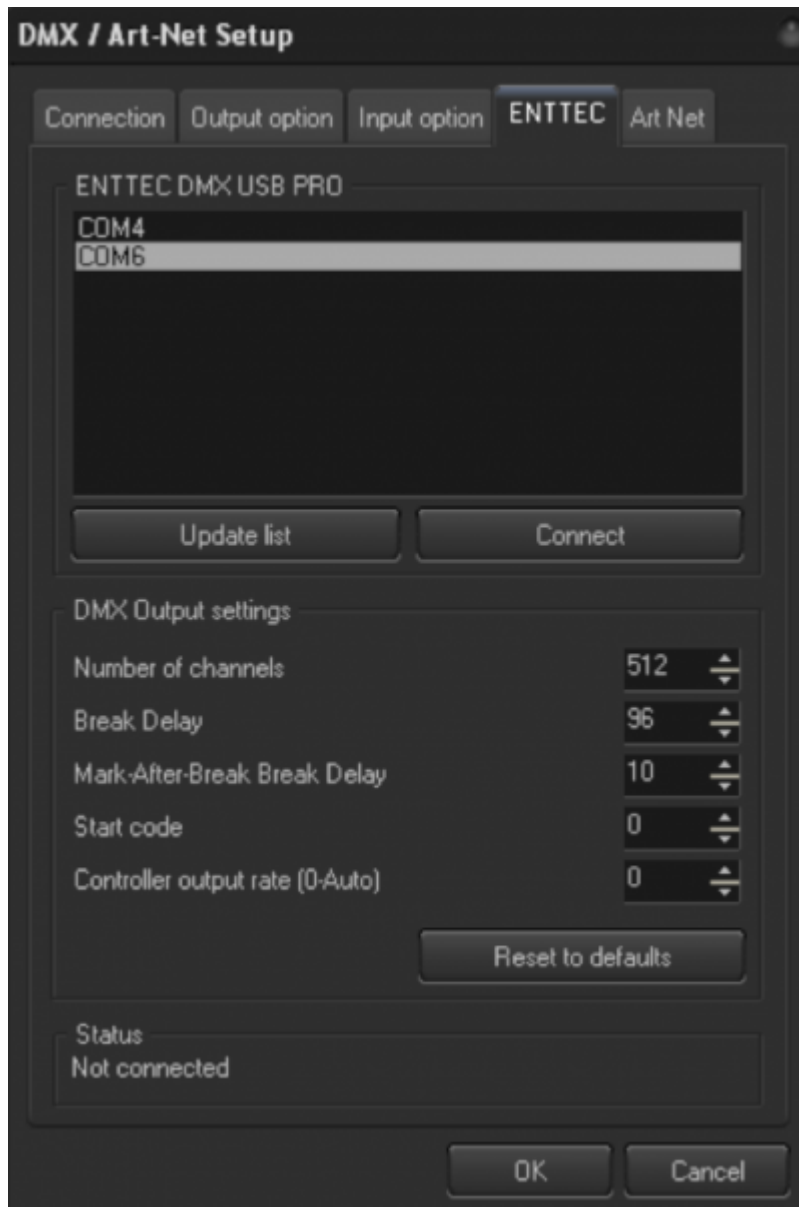 DMX / Art-Net Setup
Connection Output option Input option ENTTEC Art Net
ENTTEC DMX USB PRO
COM4
COM6
Update list Connect
DMX Output settings
Number of channels 512
Break Delay 96
Mark-After-Break Break Delay 10
Start code 0
Controller output rate (0-Auto) 0
Reset to defaults
Status
Not connected
OK Cancel